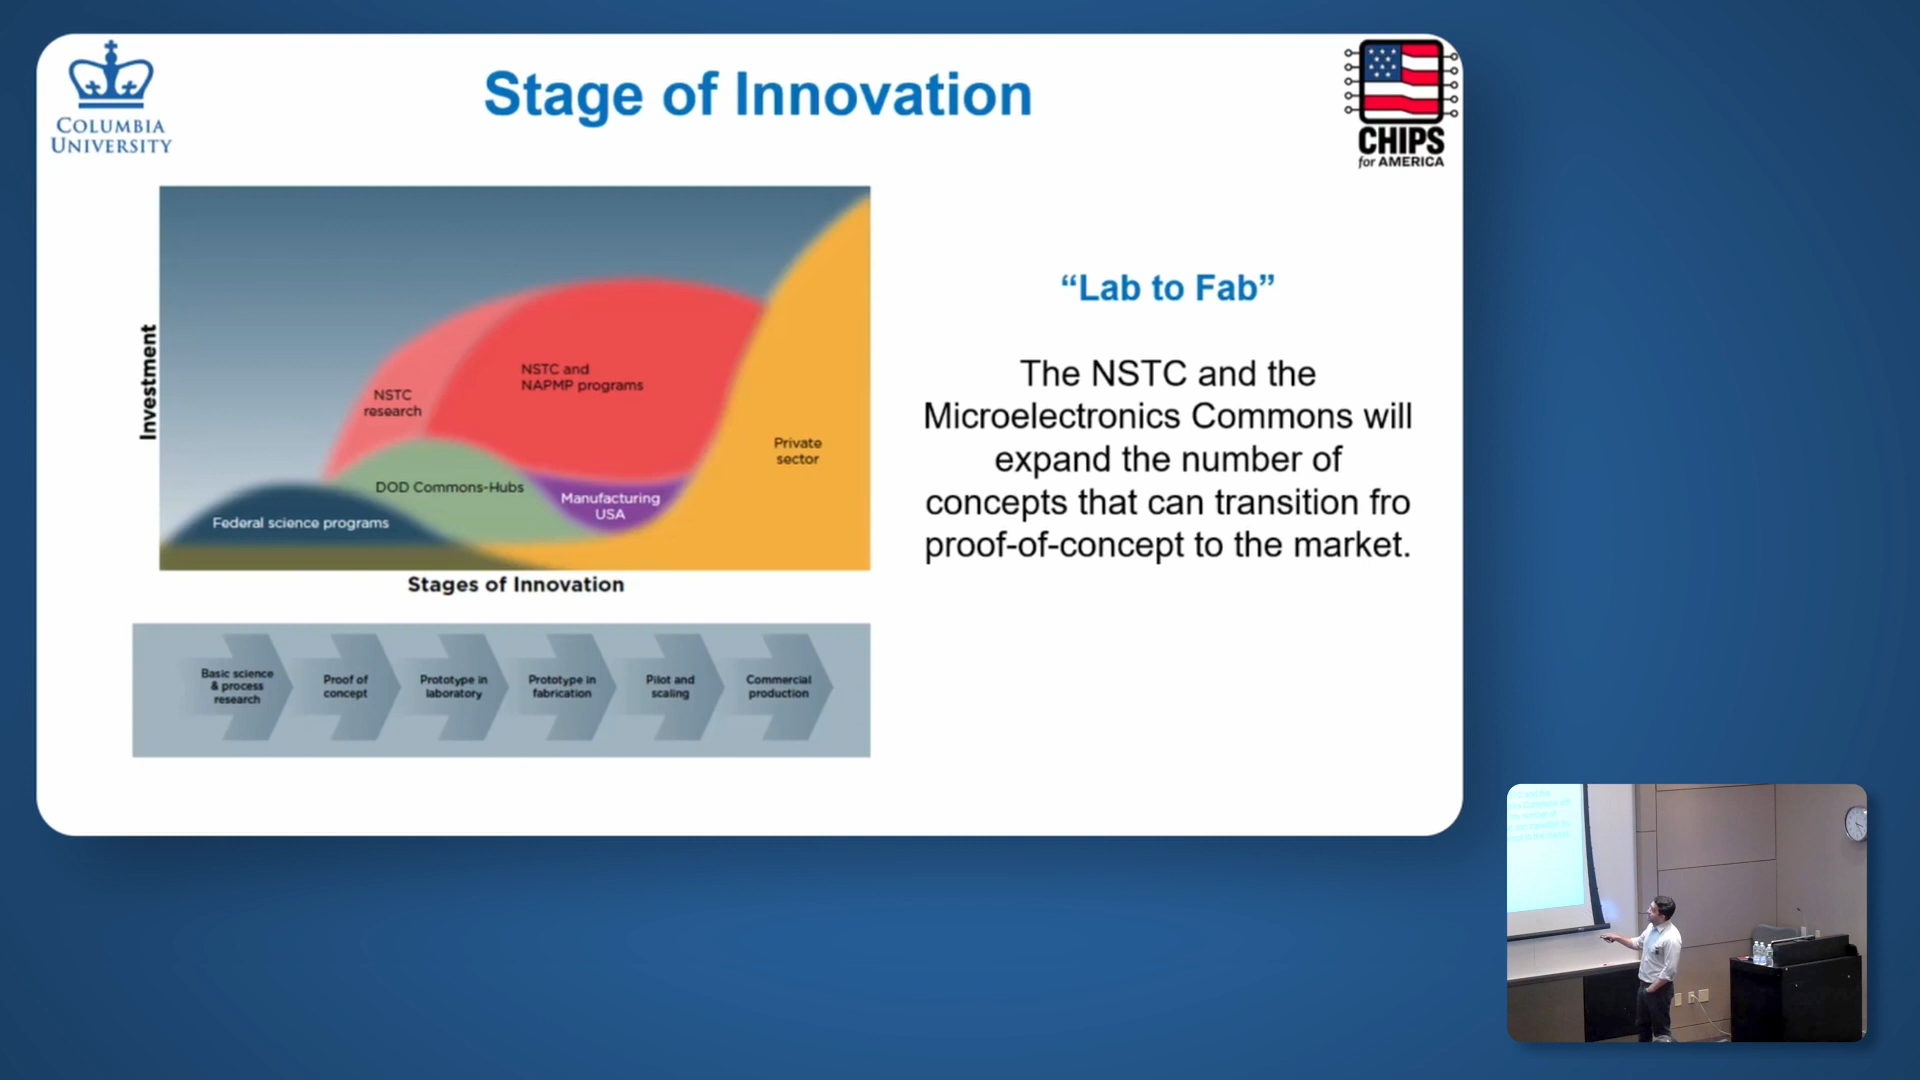 COLUMBIA
UNIVERSITY
Stage of Innovation
CHIPS
for AMERICA
Investment
NSTC
research
NSTC and
NAPMP programs
Private
sector
DOD Commons-Hubs
Manufacturing
USA
Federal science programs
Stages of Innovation
Basic science
& process
research
Proof of
concept
Prototype in
laboratory
Prototype in
fabrication
Pilot and
scaling
Commercial
production
“Lab to Fab”
The NSTC and the
Microelectronics Commons will
expand the number of
concepts that can transition fro
proof-of-concept to the market.